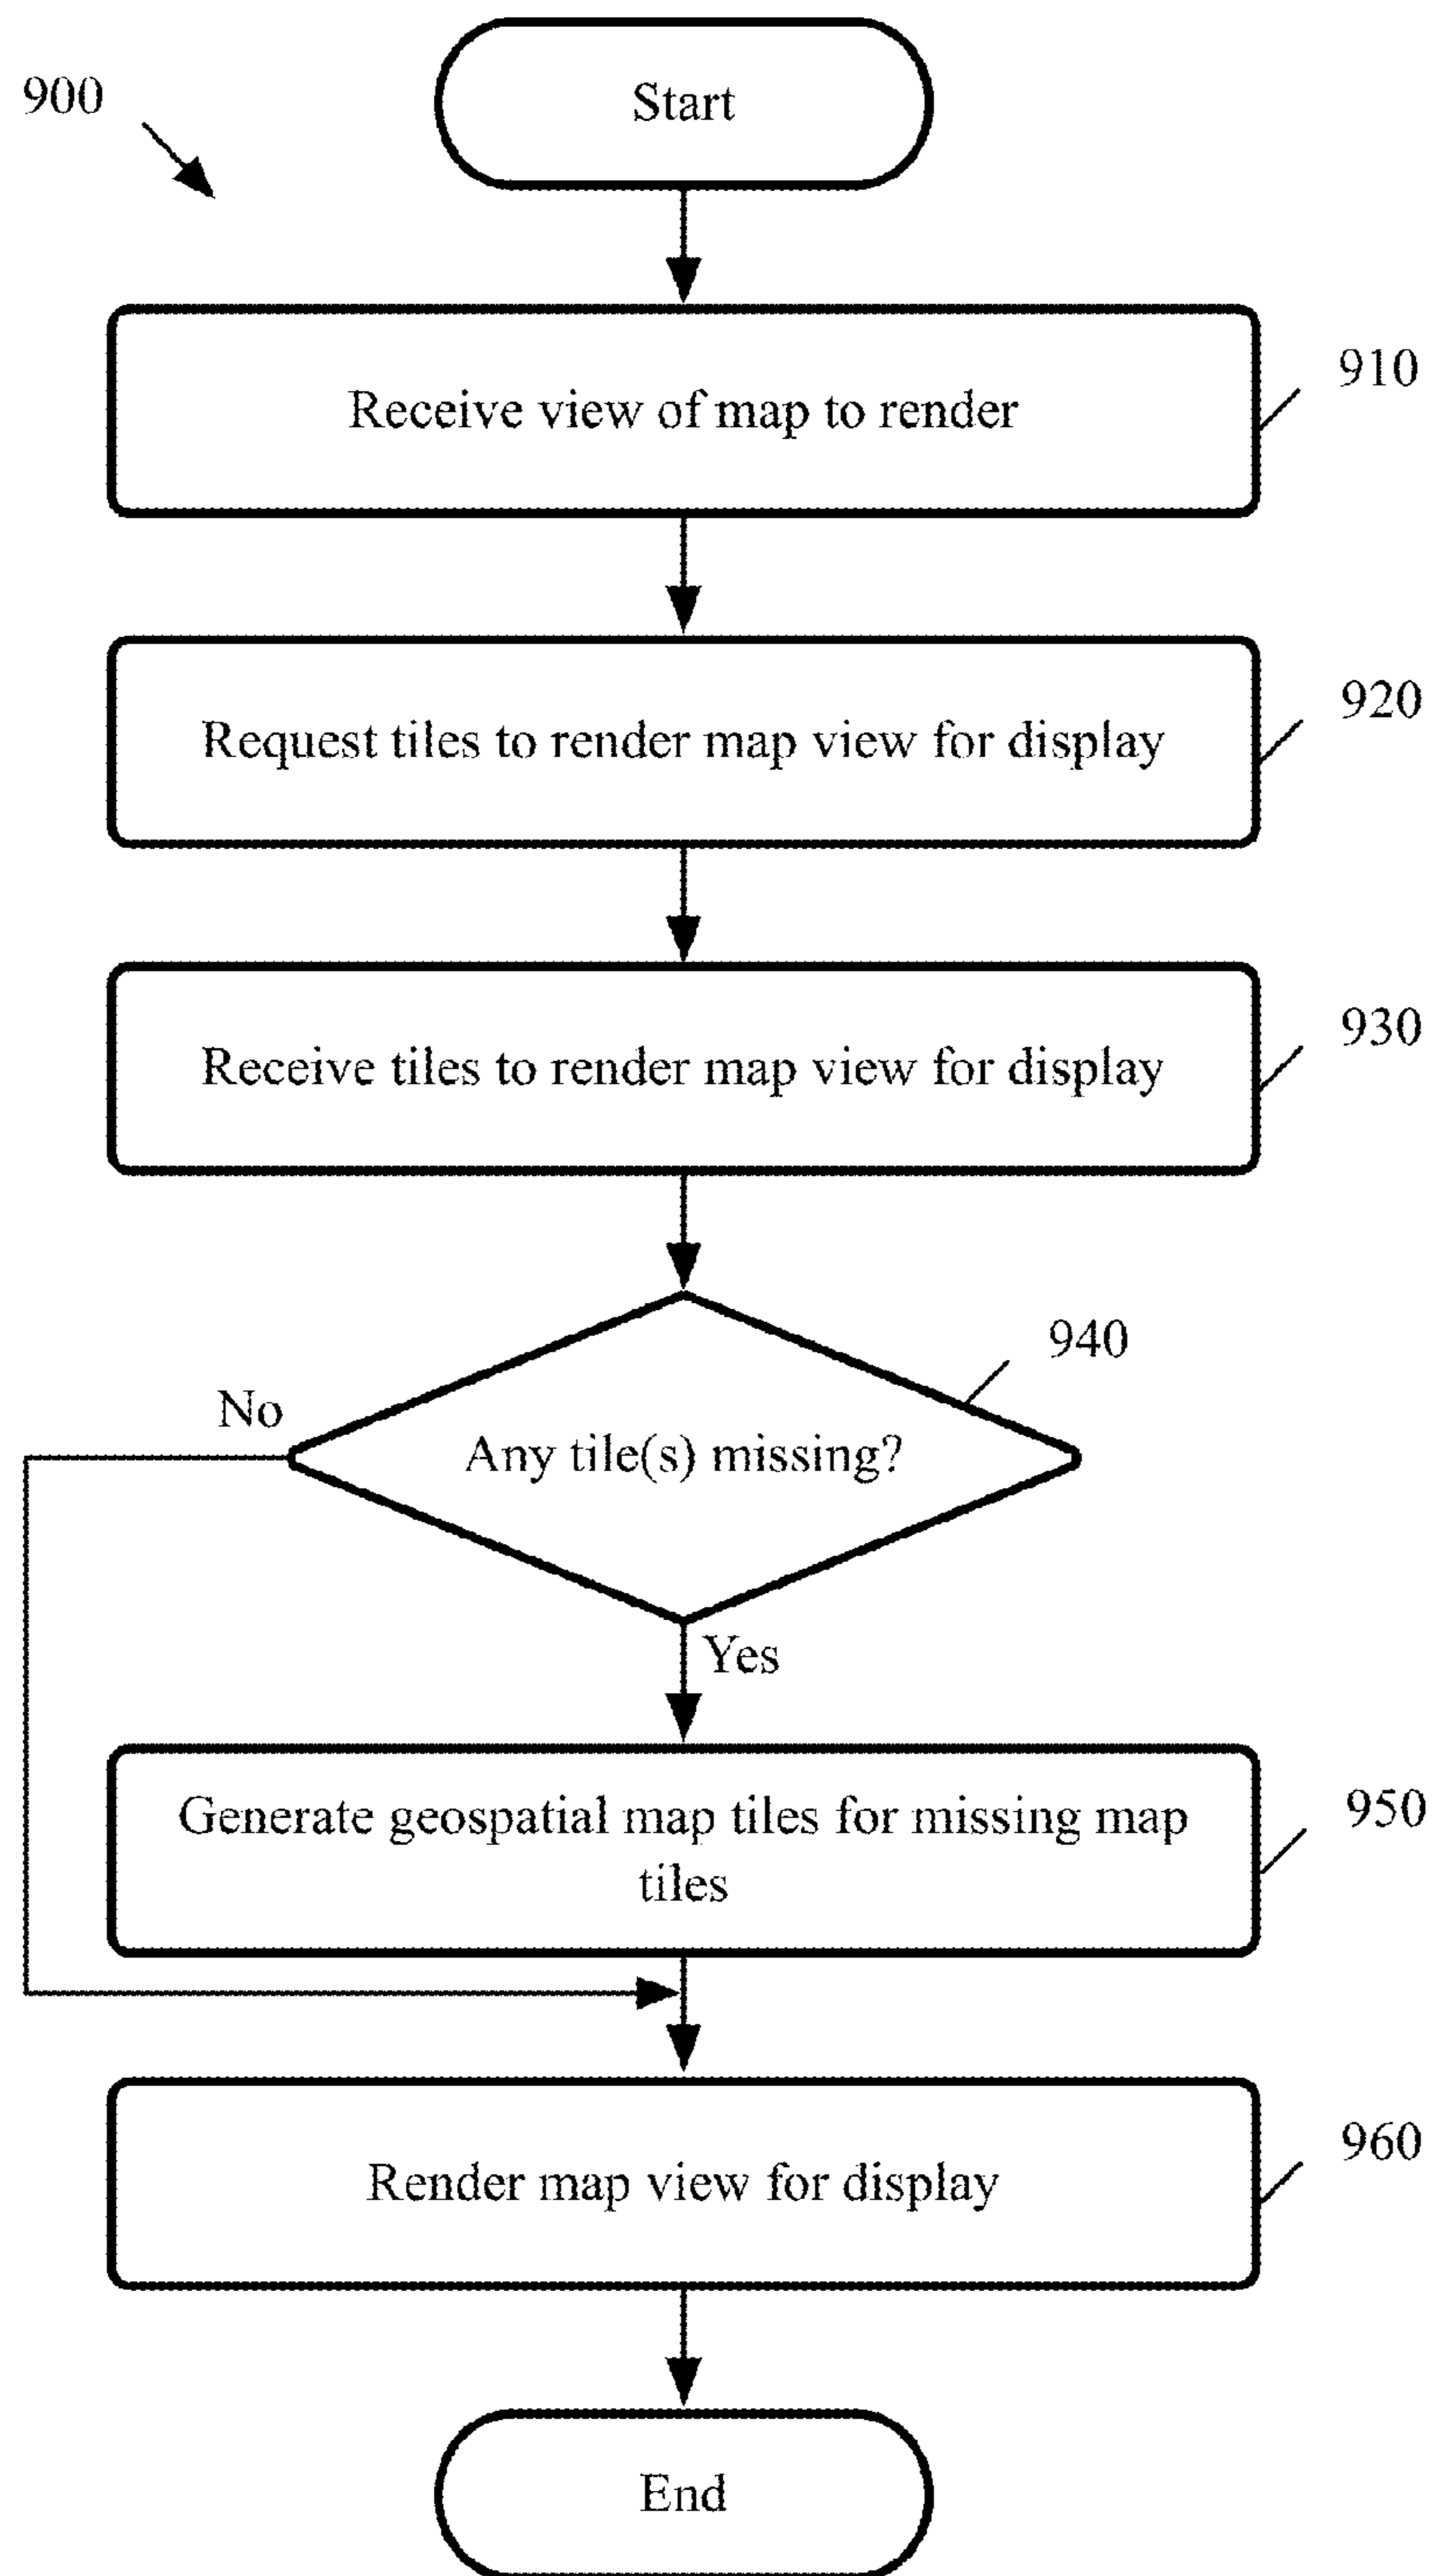 900
Start
Receive view of map to render
910
Request tiles to render map view for display
920
Receive tiles to render map view for display
930
Any tile(s) missing?
940
No
Yes
Generate geospatial map tiles for missing map
tiles
950
Render map view for display
960
End